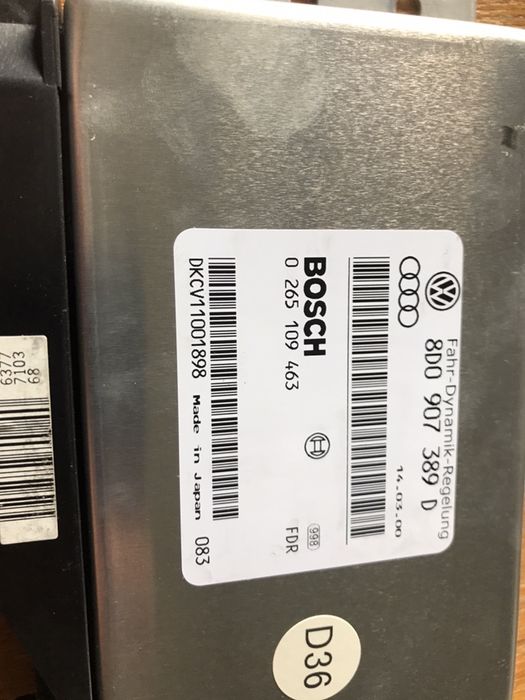 Fahr-Dynamik-Regelung
8D0 907 389 D
14.03.00
BOSCH
0 265 109 463
998
FDR
DKCV11001898 Made in Japan 083
D36
6377
7103
68